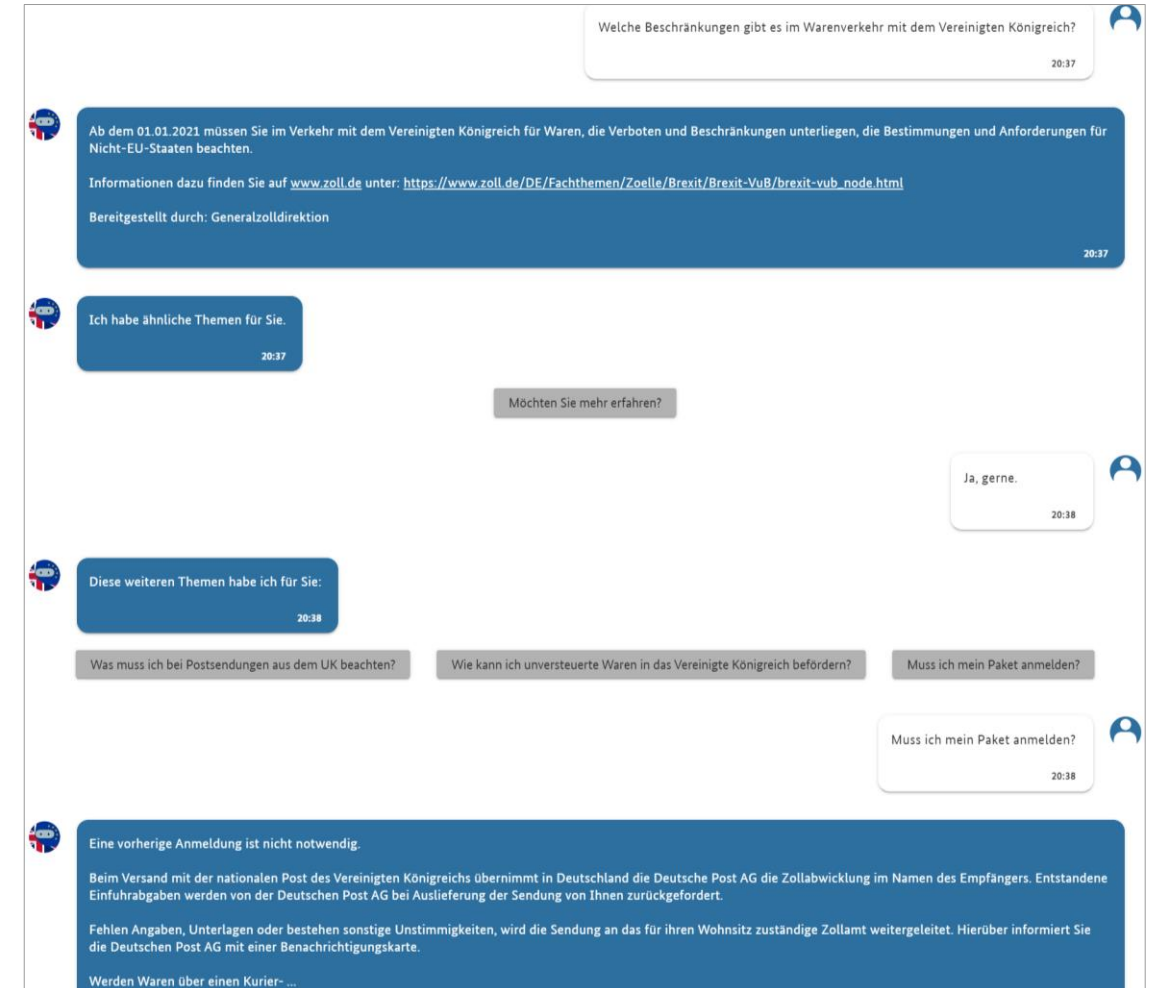 Welche Beschränkungen gibt es im Warenverkehr mit dem Vereinigten Königreich?
20:37
Ab dem 01.01.2021 müssen Sie im Verkehr mit dem Vereinigten Königreich für Waren, die Verboten und Beschränkungen unterliegen, die Bestimmungen und Anforderungen für
Nicht-EU-Staaten beachten.
Informationen dazu finden Sie auf www.zoll.de unter: https://www.zoll.de/DE/Fachthemen/Zoelle/Brexit/Brexit-VuB/brexit-vub_node.html
Bereitgestellt durch: Generalzolldirektion
20:37
Ich habe ähnliche Themen für Sie.
20:37
Möchten Sie mehr erfahren?
Ja, gerne.
20:38
Diese weiteren Themen habe ich für Sie:
20:38
Was muss ich bei Postsendungen aus dem UK beachten?
Wie kann ich unversteuerte Waren in das Vereinigte Königreich befördern?
Muss ich mein Paket anmelden?
Muss ich mein Paket anmelden?
20:38
Eine vorherige Anmeldung ist nicht notwendig.
Beim Versand mit der nationalen Post des Vereinigten Königreichs übernimmt in Deutschland die Deutsche Post AG die Zollabwicklung im Namen des Empfängers. Entstandene
Einfuhrabgaben werden von der Deutschen Post AG bei Auslieferung der Sendung von Ihnen zurückgefordert.
Fehlen Angaben, Unterlagen oder bestehen sonstige Unstimmigkeiten, wird die Sendung an das für ihren Wohnsitz zuständige Zollamt weitergeleitet. Hierüber informiert Sie
die Deutschen Post AG mit einer Benachrichtigungskarte.
Werden Waren über einen Kurier- ...